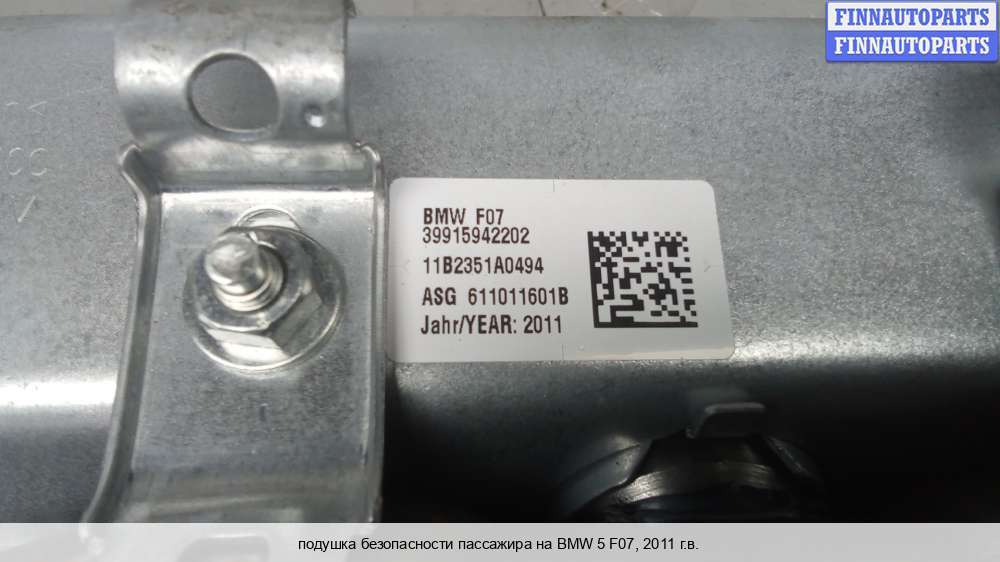 FINNAUTOPARTS
FINNAUTOPARTS
BMW F07
39915942202
11B2351A0494
ASG 611011601B
Jahr/YEAR: 2011
подушка безопасности пассажира на BMW 5 F07, 2011 г.в.